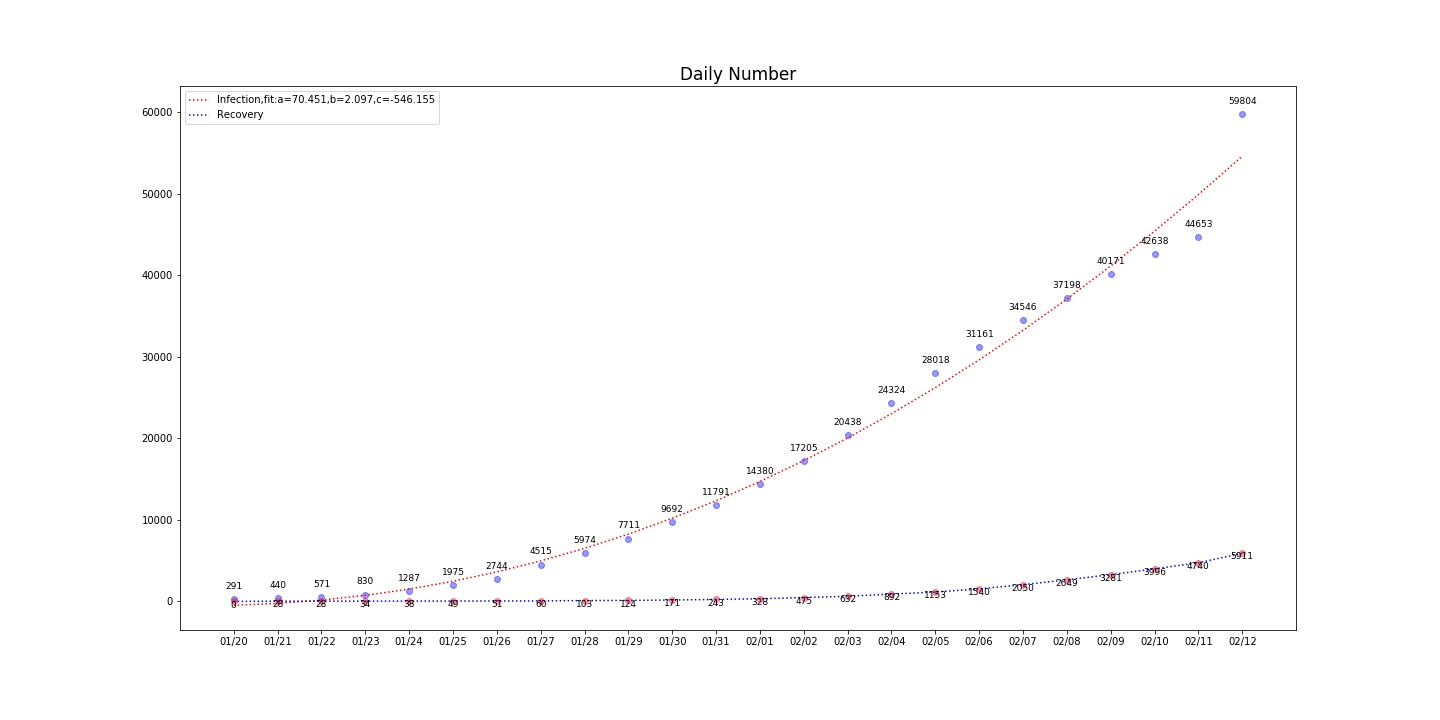 Daily Number
Infection,fit:a=70.451,b=2.097,c=-546.155
Recovery
60000
50000
40000
30000
20000
10000
0
291 440 571 830 1287 1975 2744 4515 5974 7711 9692 11791 14380 17205 20438 24324 28018 31161 34546 37198 40171 42638 44653 59804
0 28 28 34 38 49 51 60 103 124 171 243 328 475 632 892 1153 1540 2050 2649 3281 3996 4740 5911
01/20 01/21 01/22 01/23 01/24 01/25 01/26 01/27 01/28 01/29 01/30 01/31 02/01 02/02 02/03 02/04 02/05 02/06 02/07 02/08 02/09 02/10 02/11 02/12